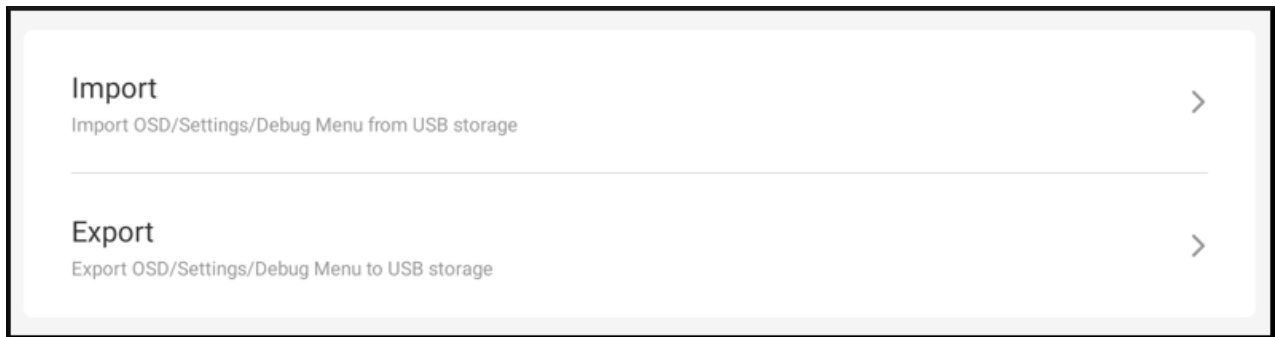 Import
Import OSD/Settings/Debug Menu from USB storage
Export
Export OSD/Settings/Debug Menu to USB storage